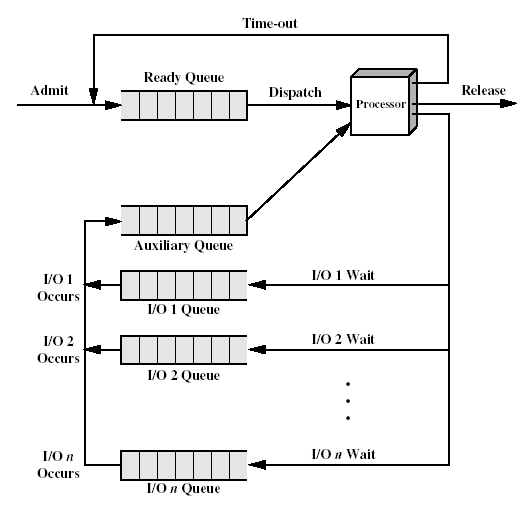 Time-out
Ready Queue
Admit
Dispatch
Processor
Release
Auxiliary Queue
I/O 1
Occurs
I/O 1 Wait
I/O 1 Queue
I/O 2
Occurs
I/O 2 Wait
I/O 2 Queue
I/O n
Occurs
I/O n Wait
I/O n Queue